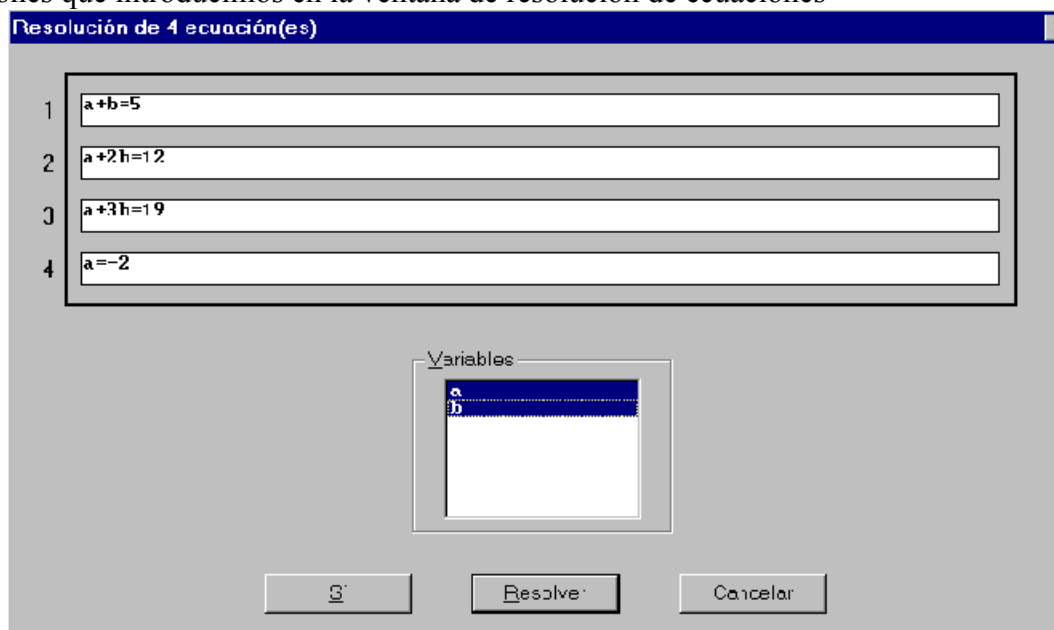 ones que introducimos en la ventana de resolución de ecuaciones
Resolución de 4 ecuación(es)
1 a+b=5
2 a+2b=12
3 a+3b=19
4 a=-2
Variables
a
b
Sí Resolver Cancelar